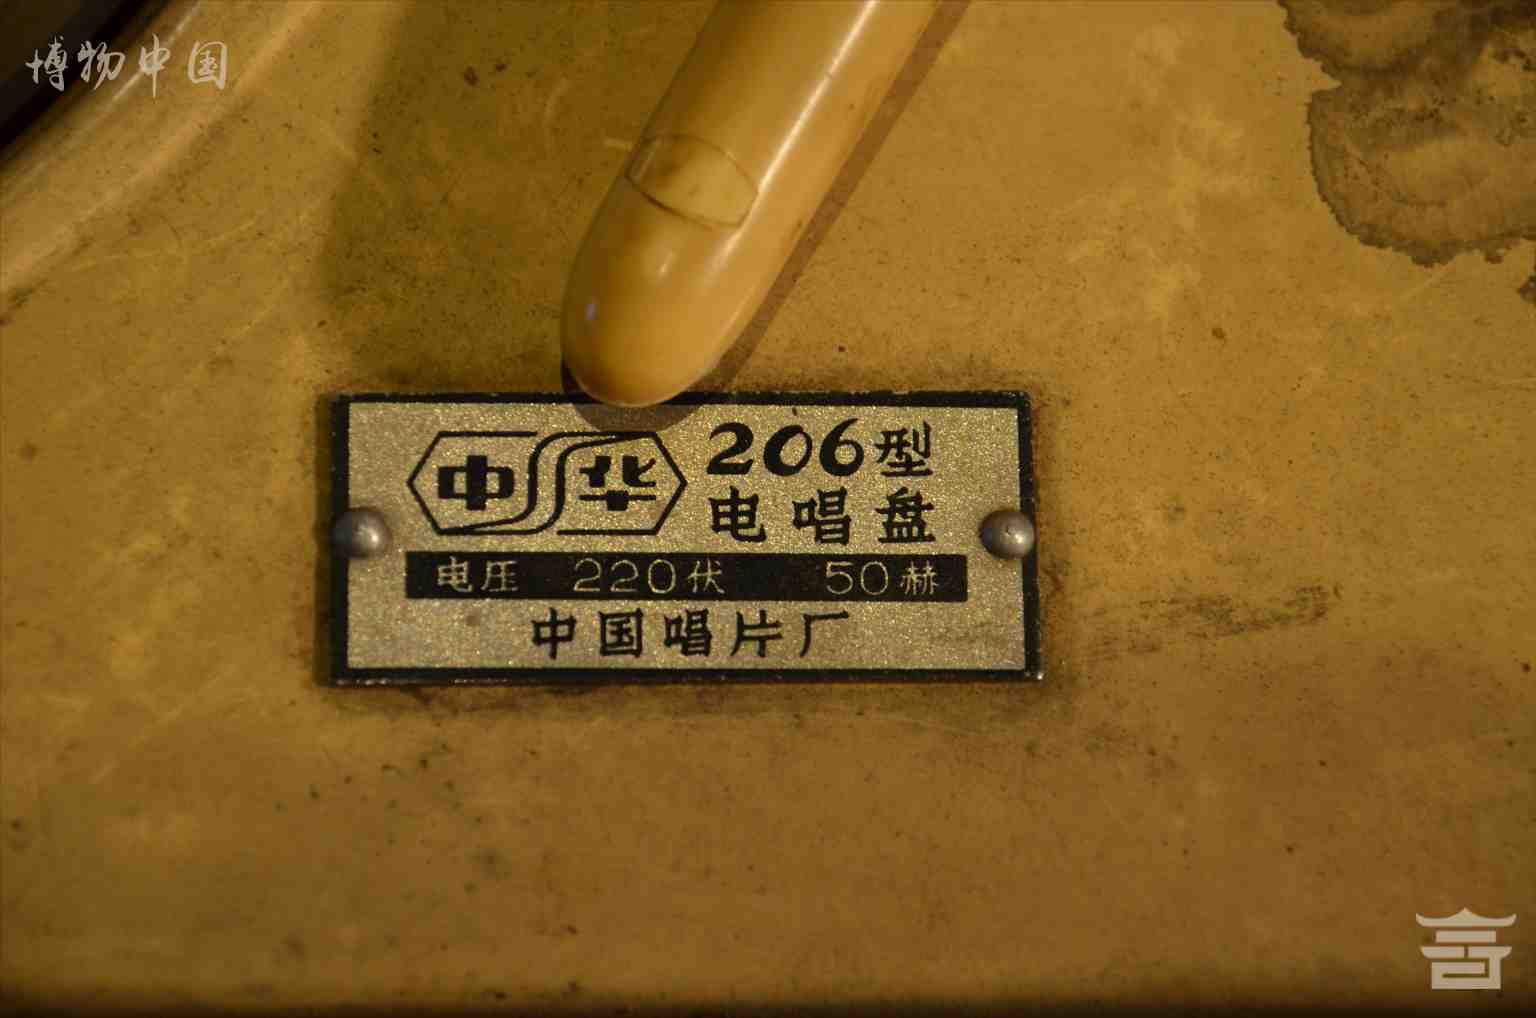 博物中国
中华 206型
电唱盘
电压 220伏 50赫
中国唱片厂